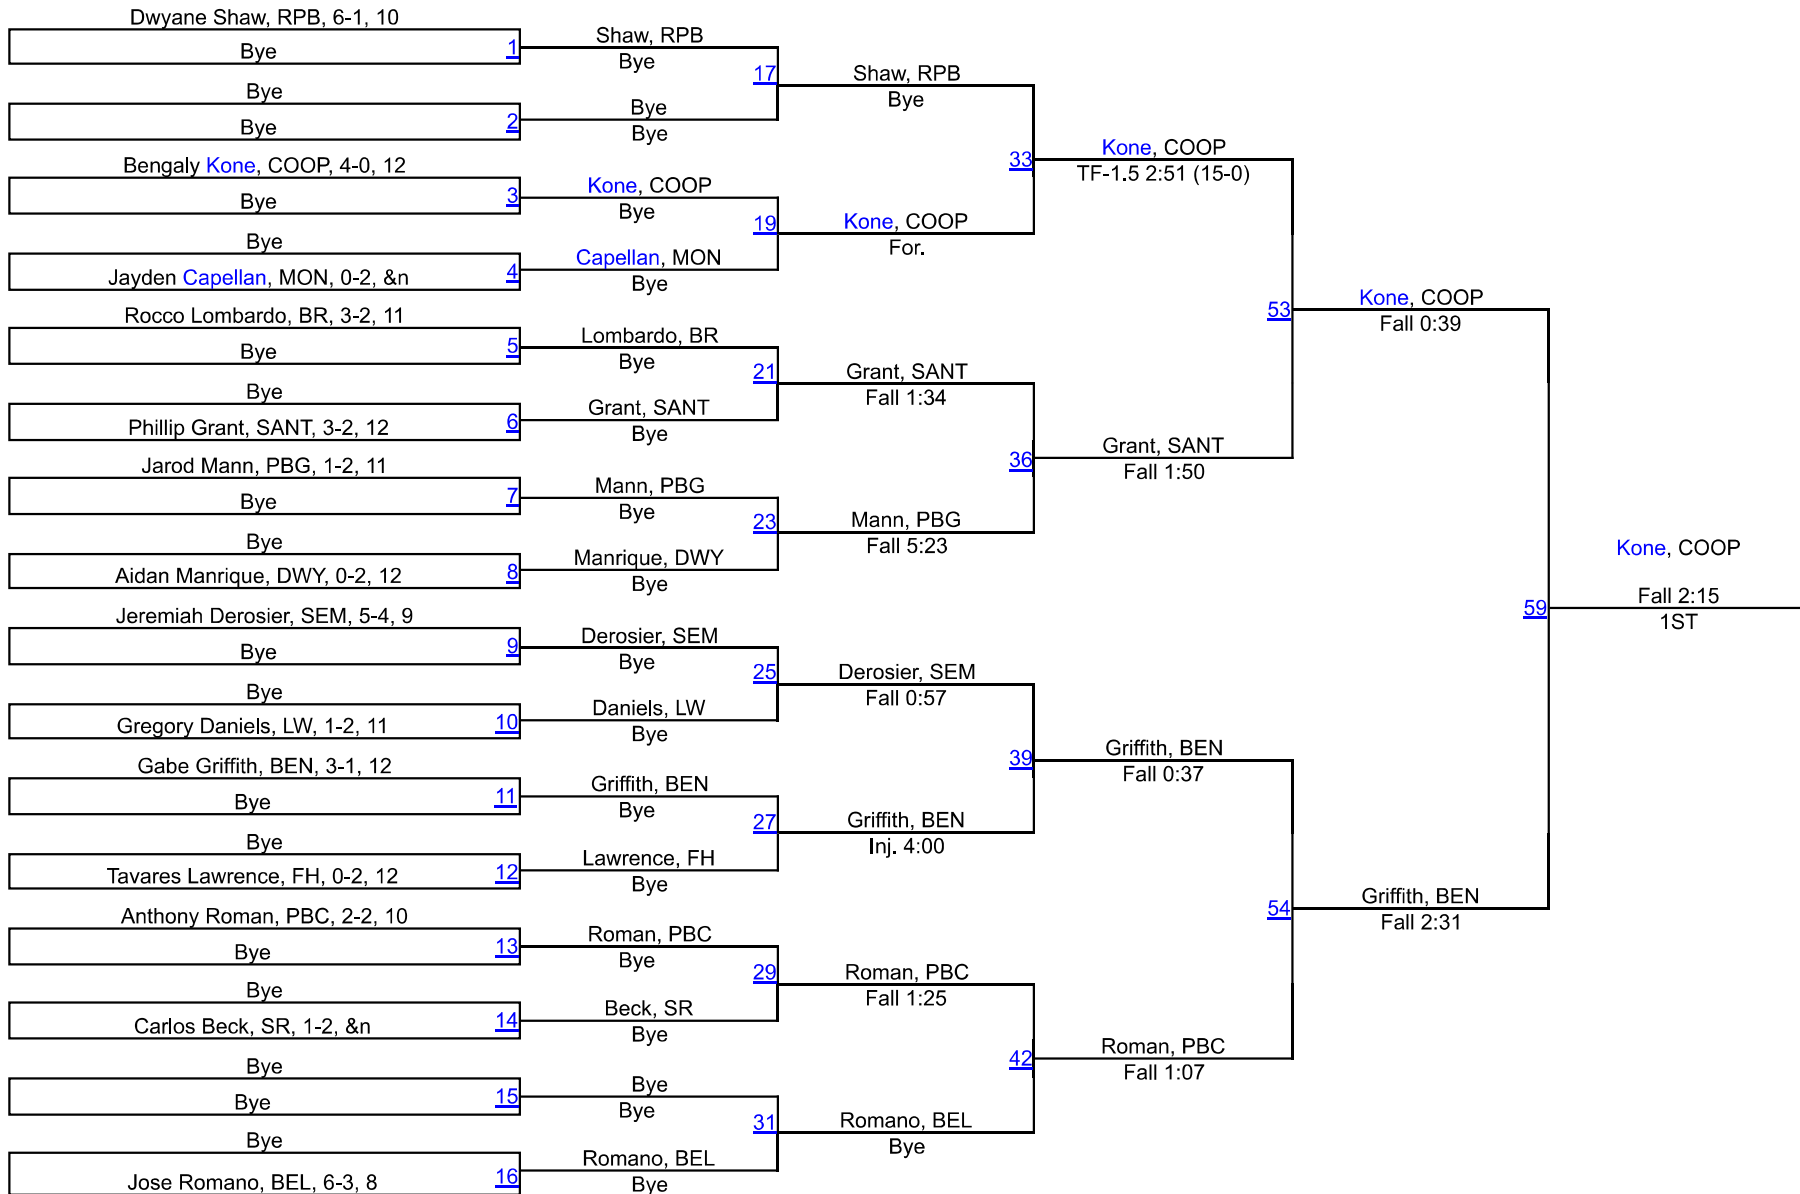 Dwyane Shaw, RPB, 6-1, 10
Bye
1
Bye
Bye
2
Bengaly Kone, COOP, 4-0, 12
Bye
3
Bye
Jayden Capellan, MON, 0-2, &n
4
Rocco Lombardo, BR, 3-2, 11
Bye
5
Bye
Phillip Grant, SANT, 3-2, 12
6
Jarod Mann, PBG, 1-2, 11
Bye
7
Bye
Aidan Manrique, DWY, 0-2, 12
8
Jeremiah Derosier, SEM, 5-4, 9
Bye
9
Bye
Gregory Daniels, LW, 1-2, 11
10
Gabe Griffith, BEN, 3-1, 12
Bye
11
Bye
Tavares Lawrence, FH, 0-2, 12
12
Anthony Roman, PBC, 2-2, 10
Bye
13
Bye
Carlos Beck, SR, 1-2, &n
14
Bye
Bye
15
Bye
Jose Romano, BEL, 6-3, 8
16
Shaw, RPB
Bye
17
Bye
Bye
Kone, COOP
Bye
19
Capellan, MON
Bye
Lombardo, BR
Bye
21
Grant, SANT
Bye
Mann, PBG
Bye
23
Manrique, DWY
Bye
Derosier, SEM
Bye
25
Daniels, LW
Bye
Griffith, BEN
Bye
27
Lawrence, FH
Bye
Roman, PBC
Bye
29
Beck, SR
Bye
Bye
Bye
31
Romano, BEL
Bye
Shaw, RPB
Bye
33
Kone, COOP
For.
Grant, SANT
Fall 1:34
36
Mann, PBG
Fall 5:23
Derosier, SEM
Fall 0:57
39
Griffith, BEN
Inj. 4:00
Roman, PBC
Fall 1:25
42
Romano, BEL
Bye
Kone, COOP
TF-1.5 2:51 (15-0)
53
Grant, SANT
Fall 1:50
Griffith, BEN
Fall 0:37
54
Roman, PBC
Fall 1:07
Kone, COOP
Fall 0:39
59
Griffith, BEN
Fall 2:31
Kone, COOP
Fall 2:15
1ST